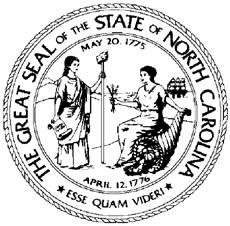 THE GREAT SEAL OF THE STATE OF NORTH CAROLINA
MAY 20, 1775
APRIL 12, 1776
★ ESSE QUAM VIDERI ★